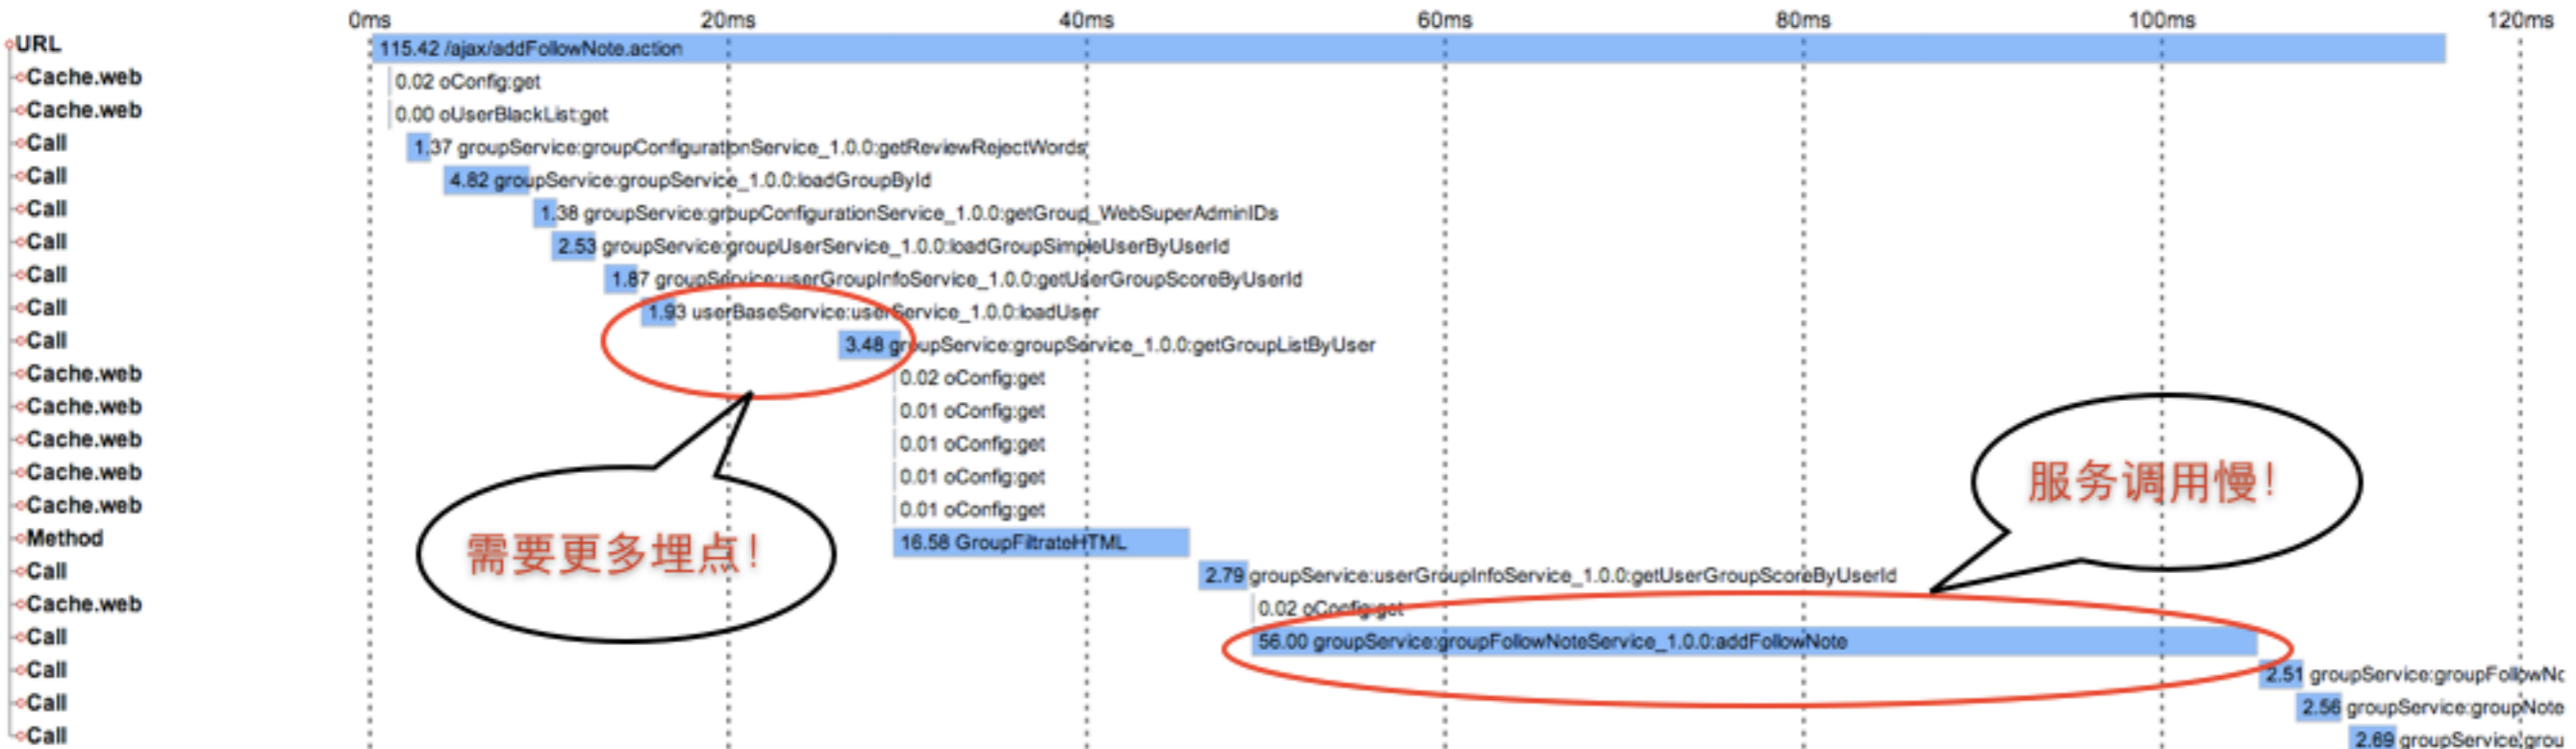 0ms 20ms 40ms 60ms 80ms 100ms 120ms
URL 115.42 /ajax/addFollowNote.action
Cache.web 0.02 oConfig:get
Cache.web 0.00 oUserBlackList:get
Call 1.37 groupService:groupConfigurationService_1.0.0:getReviewRejectWords
Call 4.82 groupService:groupService_1.0.0:loadGroupById
Call 1.38 groupService:groupConfigurationService_1.0.0:getGroup_WebSuperAdminIDs
Call 2.53 groupService:groupUserService_1.0.0:loadGroupSimpleUserByUserId
Call 1.87 groupService:userGroupInfoService_1.0.0:getUserGroupScoreByUserId
Call 1.93 userBaseService:userService_1.0.0:loadUser
Call 3.48 groupService:groupService_1.0.0:getGroupListByUser
Cache.web 0.02 oConfig:get
Cache.web 0.01 oConfig:get
Cache.web 0.01 oConfig:get
Cache.web 0.01 oConfig:get
Cache.web 0.01 oConfig:get
Method 16.58 GroupFiltrateHTML
Call 2.79 groupService:userGroupInfoService_1.0.0:getUserGroupScoreByUserId
Cache.web 0.02 oConfig:get
Call 56.00 groupService:groupFollowNoteService_1.0.0:addFollowNote
Call 2.51 groupService:groupFollowNo
Call 2.56 groupService:groupNote
Call 2.69 groupService:grou
需要更多埋点！
服务调用慢！